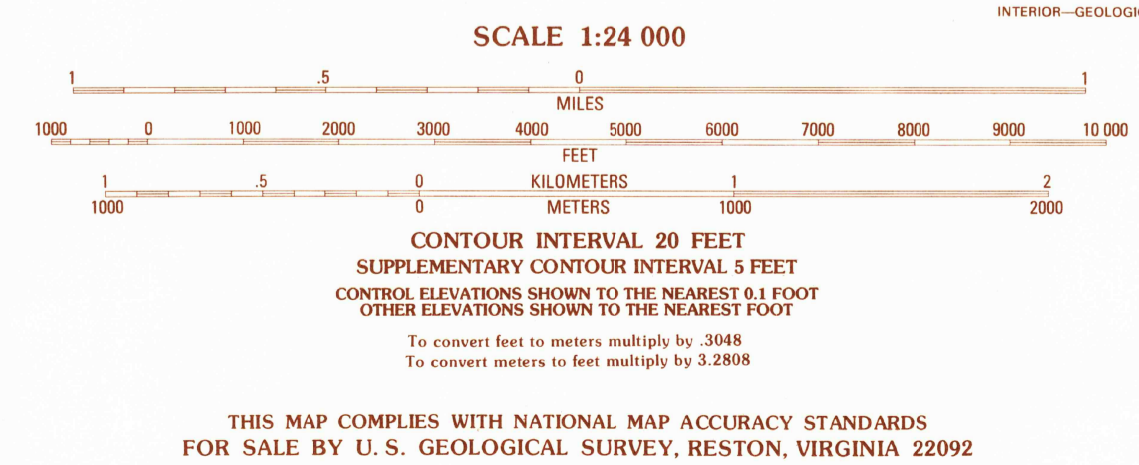 INTERIOR—GEOLOGI
SCALE 1:24 000
1 .5 0 1
MILES
1000 0 1000 2000 3000 4000 5000 6000 7000 8000 9000 10 000
FEET
1 .5 0 KILOMETERS 1 2
1000 0 METERS 1000 2000
CONTOUR INTERVAL 20 FEET
SUPPLEMENTARY CONTOUR INTERVAL 5 FEET
CONTROL ELEVATIONS SHOWN TO THE NEAREST 0.1 FOOT
OTHER ELEVATIONS SHOWN TO THE NEAREST FOOT
To convert feet to meters multiply by .3048
To convert meters to feet multiply by 3.2808
THIS MAP COMPLIES WITH NATIONAL MAP ACCURACY STANDARDS
FOR SALE BY U. S. GEOLOGICAL SURVEY, RESTON, VIRGINIA 22092